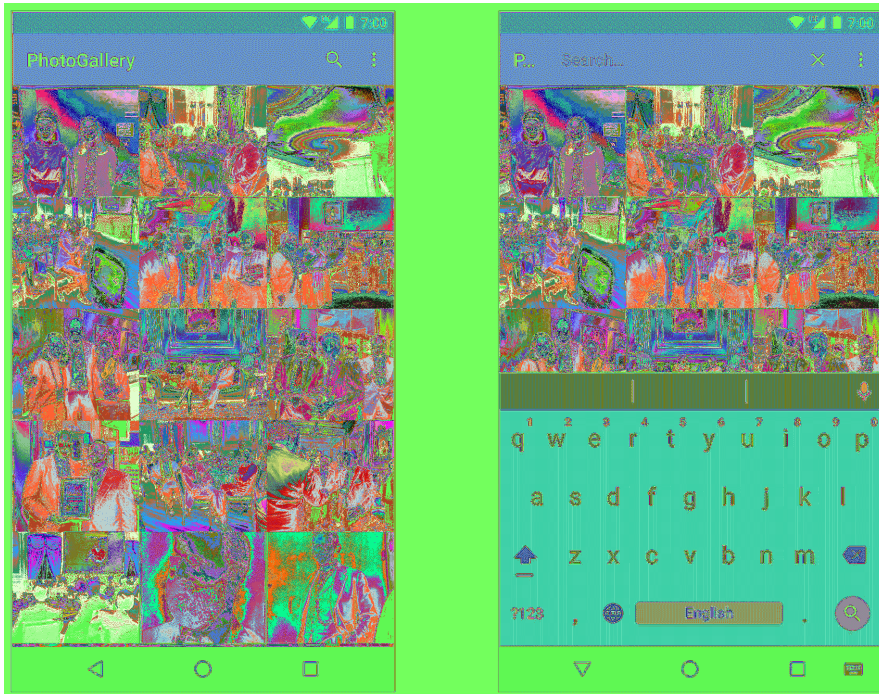 7:00
PhotoGallery
7:00
P... Search...
1 2 3 4 5 6 7 8 9 0
q w e r t y u i o p
a s d f g h j k l
z x c v b n m
?123 , English .